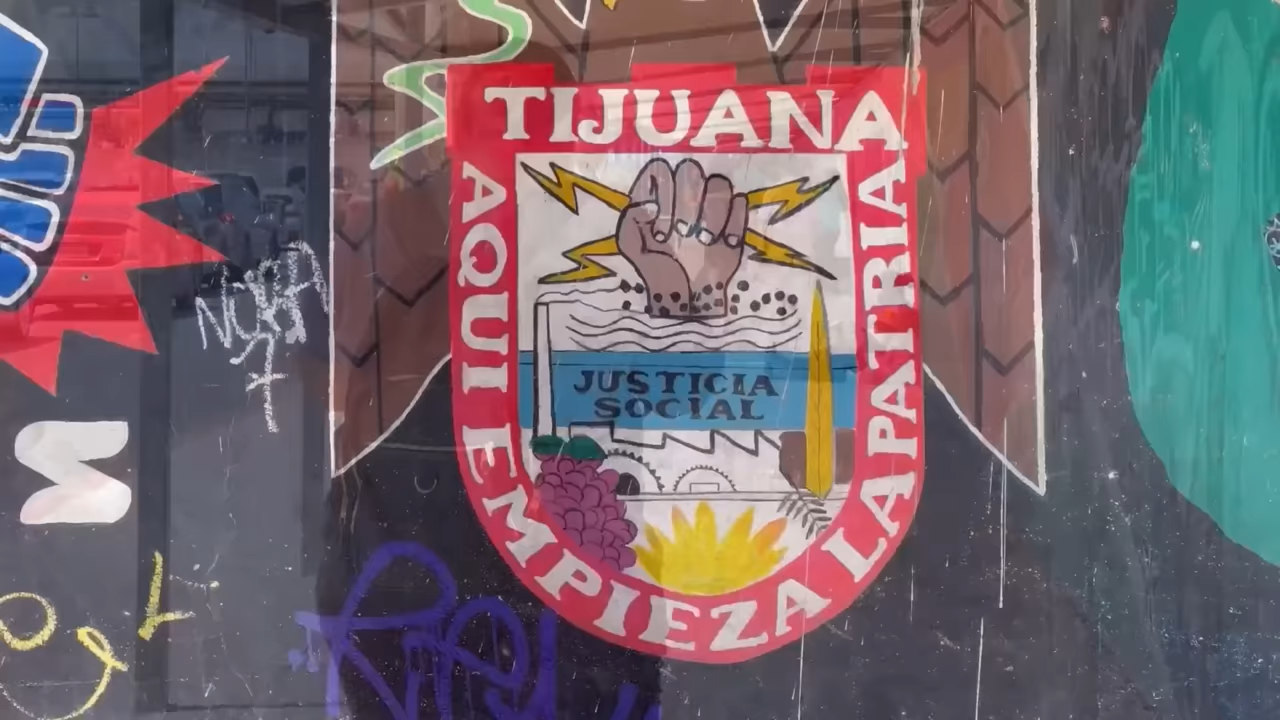 TIJUANA
AQUI EMPIEZA LA PATRIA
JUSTICIA
SOCIAL